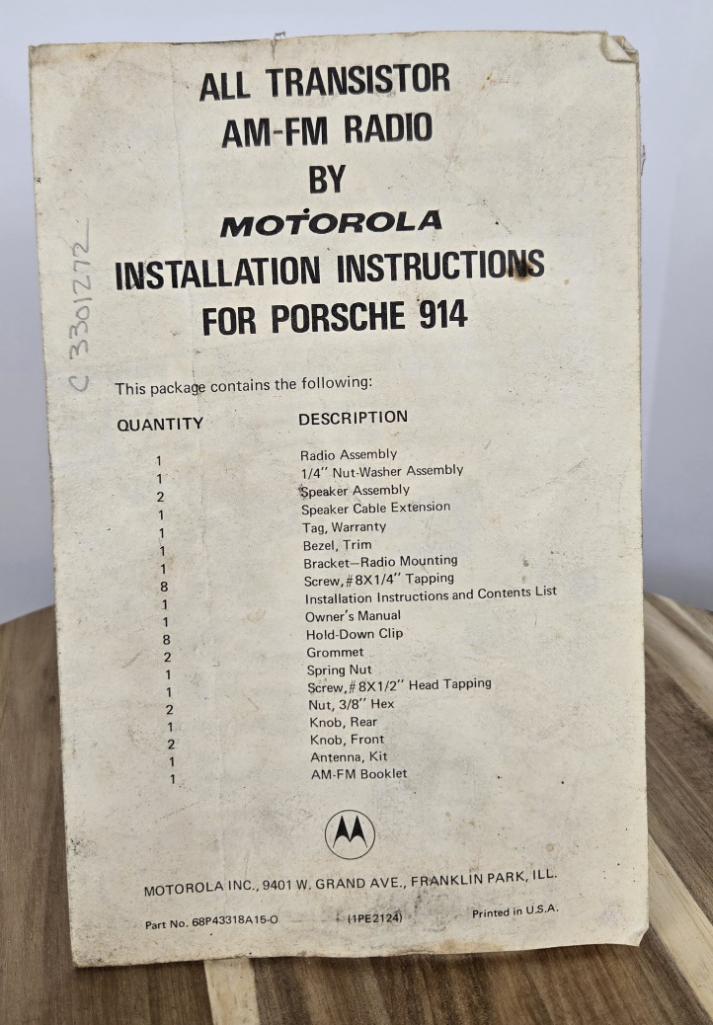 ALL TRANSISTOR
AM-FM RADIO
BY
MOTOROLA
INSTALLATION INSTRUCTIONS
FOR PORSCHE 914
C 3301272
This package contains the following:
QUANTITY DESCRIPTION
1 Radio Assembly
1 1/4" Nut-Washer Assembly
2 Speaker Assembly
1 Speaker Cable Extension
1 Tag, Warranty
1 Bezel, Trim
1 Bracket—Radio Mounting
8 Screw, #8X1/4" Tapping
1 Installation Instructions and Contents List
1 Owner's Manual
8 Hold-Down Clip
2 Grommet
1 Spring Nut
1 Screw, #8X1/2" Head Tapping
2 Nut, 3/8" Hex
1 Knob, Rear
2 Knob, Front
1 Antenna, Kit
1 AM-FM Booklet
MOTOROLA INC., 9401 W. GRAND AVE., FRANKLIN PARK, ILL.
Part No. 68P43318A15-O (1PE2124) Printed in U.S.A.